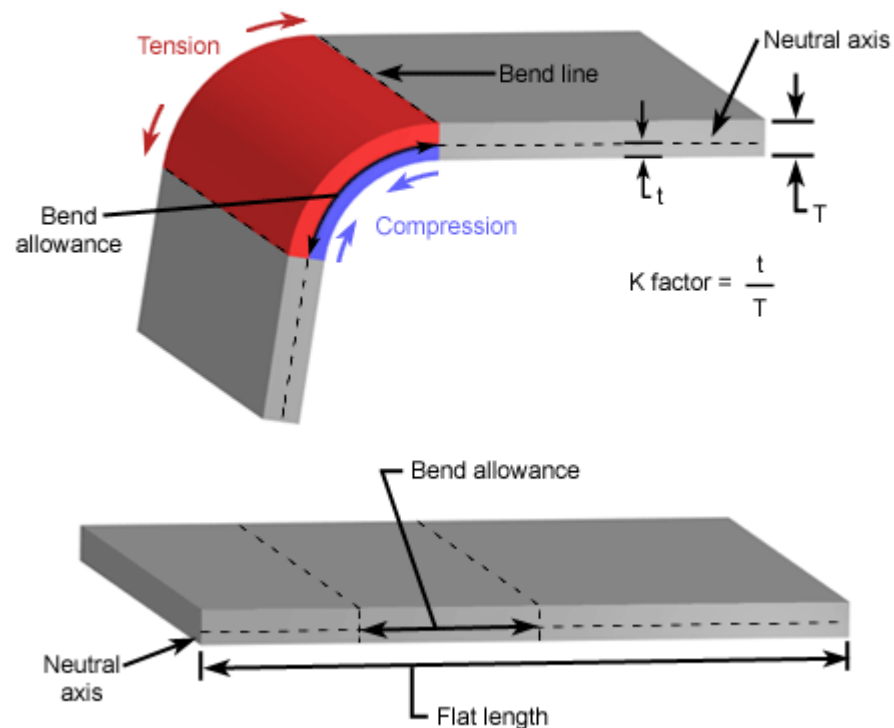 Tension
Neutral axis
Bend line
t
T
Bend
allowance
Compression
K factor = t
T
Bend allowance
Neutral
axis
Flat length